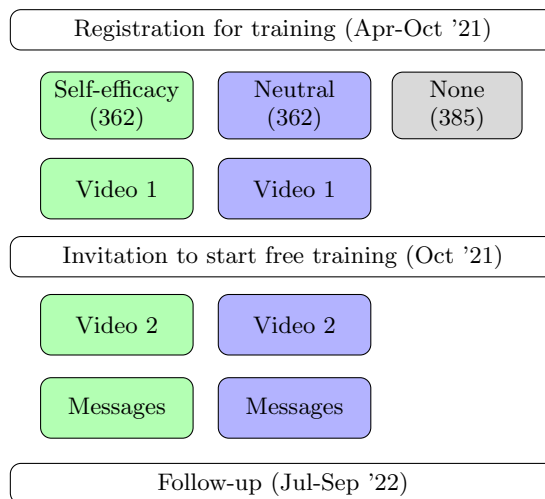 Registration for training (Apr-Oct '21)
Self-efficacy
(362)
Neutral
(362)
None
(385)
Video 1
Video 1
Invitation to start free training (Oct '21)
Video 2
Video 2
Messages
Messages
Follow-up (Jul-Sep '22)